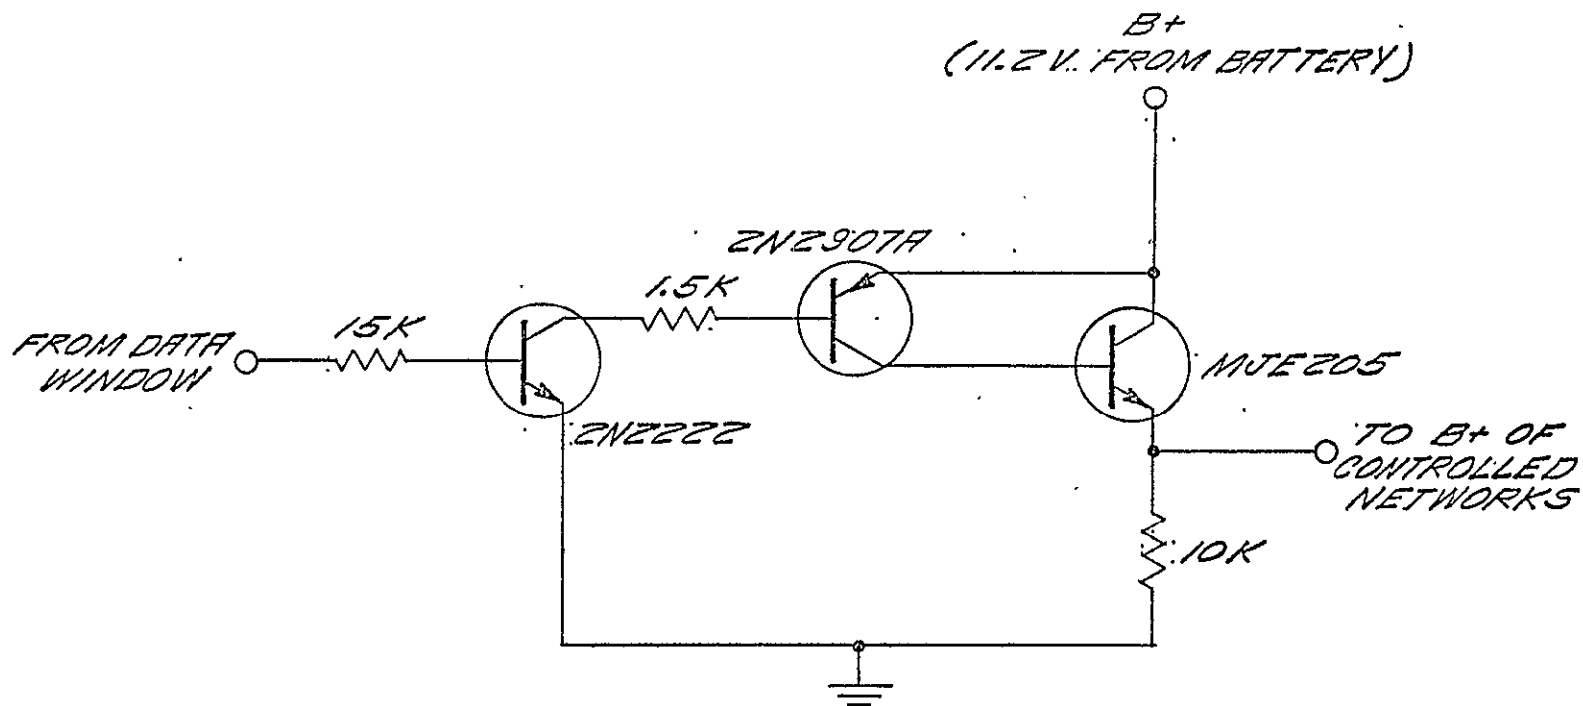 B+
(11.2 V. FROM BATTERY)
2N2907A
1.5K
15K
FROM DATA
WINDOW
MJE205
2N2222
TO B+ OF
CONTROLLED
NETWORKS
10K